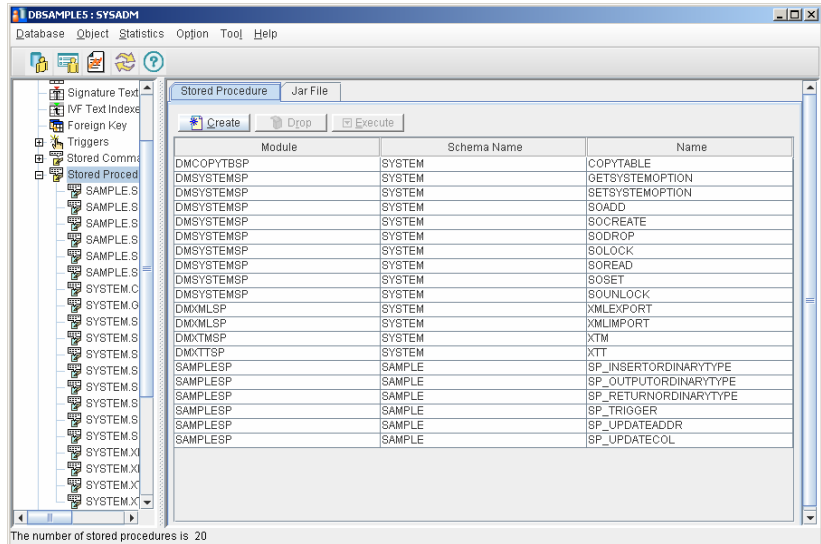 DBSAMPLE5 : SYSADM
Database Object Statistics Option Tool Help
Signature Text
IVF Text Indexe
Foreign Key
Triggers
Stored Comma
Stored Proced
SAMPLE.S
SAMPLE.S
SAMPLE.S
SAMPLE.S
SAMPLE.S
SAMPLE.S
SYSTEM.C
SYSTEM.G
SYSTEM.S
SYSTEM.S
SYSTEM.S
SYSTEM.S
SYSTEM.S
SYSTEM.S
SYSTEM.S
SYSTEM.S
SYSTEM.XI
SYSTEM.XI
SYSTEM.X
SYSTEM.X
Stored Procedure Jar File
Create Drop Execute
Module Schema Name Name
DMCOPYTBSP SYSTEM COPYTABLE
DMSYSTEMSP SYSTEM GETSYSTEMOPTION
DMSYSTEMSP SYSTEM SETSYSTEMOPTION
DMSYSTEMSP SYSTEM SOADD
DMSYSTEMSP SYSTEM SOCREATE
DMSYSTEMSP SYSTEM SODROP
DMSYSTEMSP SYSTEM SOLOCK
DMSYSTEMSP SYSTEM SOREAD
DMSYSTEMSP SYSTEM SOSET
DMSYSTEMSP SYSTEM SOUNLOCK
DMXMLSP SYSTEM XMLEXPORT
DMXMLSP SYSTEM XMLIMPORT
DMXTMSP SYSTEM XTM
DMXTTSP SYSTEM XTT
SAMPLESP SAMPLE SP_INSERTORDINARYTYPE
SAMPLESP SAMPLE SP_OUTPUTORDINARYTYPE
SAMPLESP SAMPLE SP_RETURNORDINARYTYPE
SAMPLESP SAMPLE SP_TRIGGER
SAMPLESP SAMPLE SP_UPDATEADDR
SAMPLESP SAMPLE SP_UPDATECOL
The number of stored procedures is 20